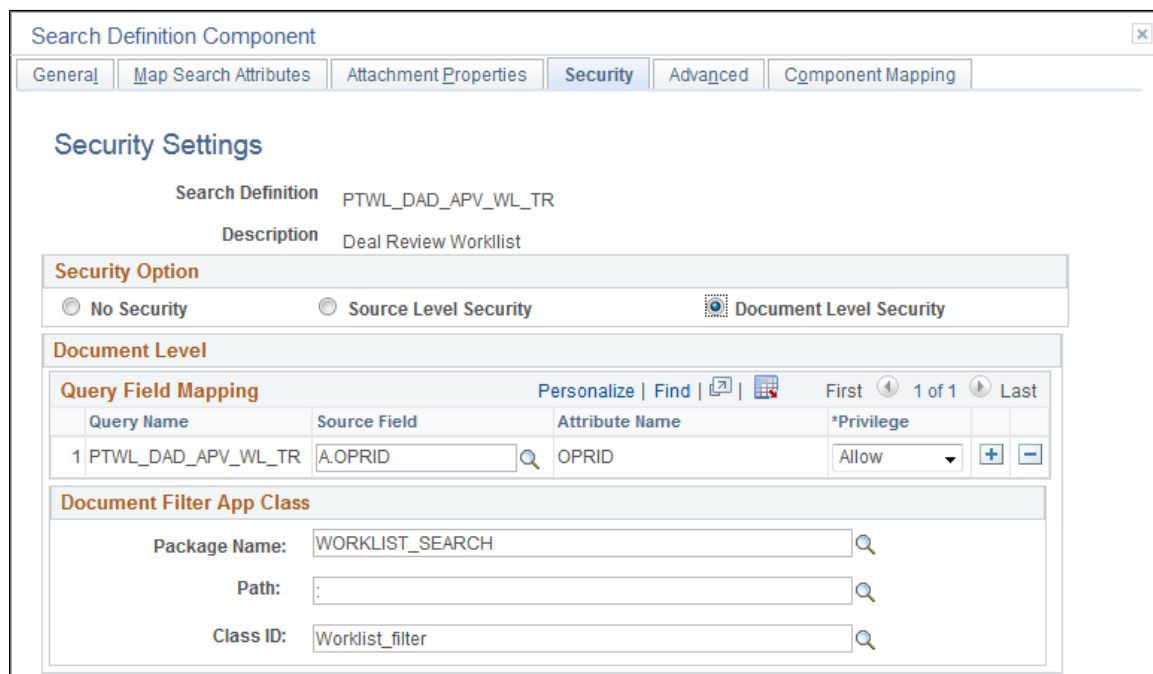 Search Definition Component
General Map Search Attributes Attachment Properties Security Advanced Component Mapping
Security Settings
Search Definition PTWL_DAD_APV_WL_TR
Description Deal Review Workllist
Security Option
No Security Source Level Security Document Level Security
Document Level
Query Field Mapping Personalize | Find | | First 1 of 1 Last
Query Name Source Field Attribute Name *Privilege
1 PTWL_DAD_APV_WL_TR A.OPRID OPRID Allow + −
Document Filter App Class
Package Name: WORKLIST_SEARCH
Path: :
Class ID: Worklist_filter